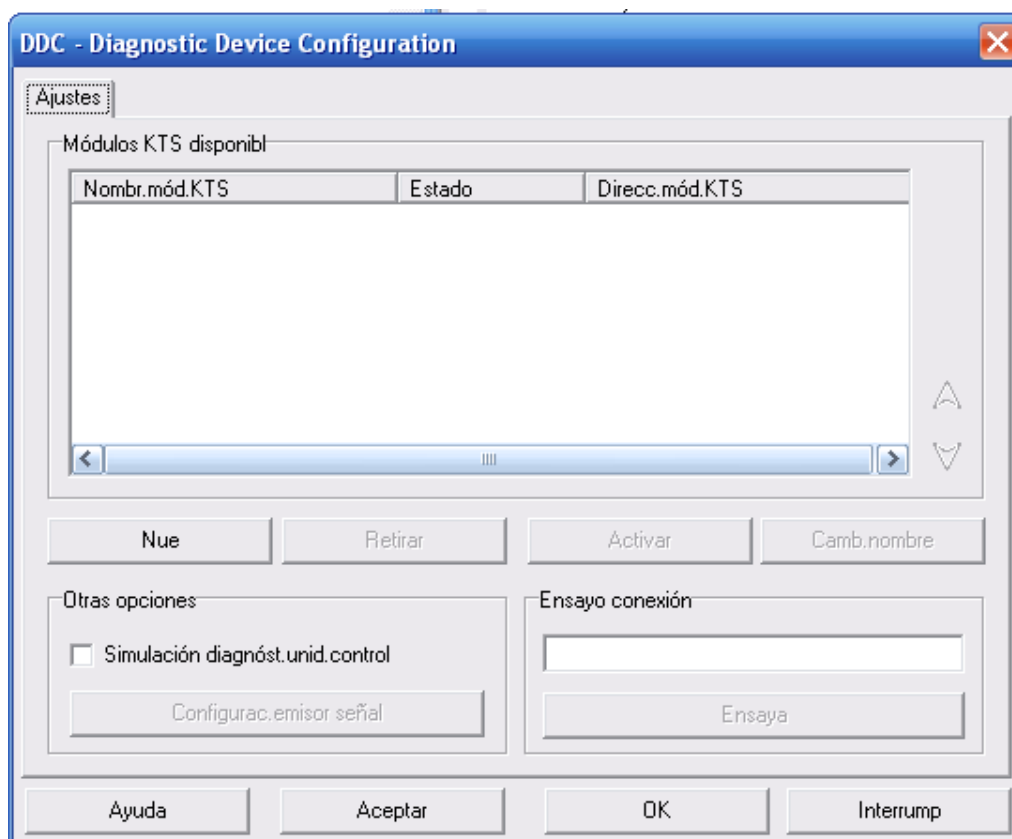 DDC - Diagnostic Device Configuration
Ajustes
Módulos KTS disponibl
Nombr.mód.KTS Estado Direcc.mód.KTS
Nue Retirar Activar Camb.nombre
Otras opciones
Simulación diagnóst.unid.control
Configurac.emisor señal
Ensayo conexión
Ensaya
Ayuda Aceptar OK Interrump